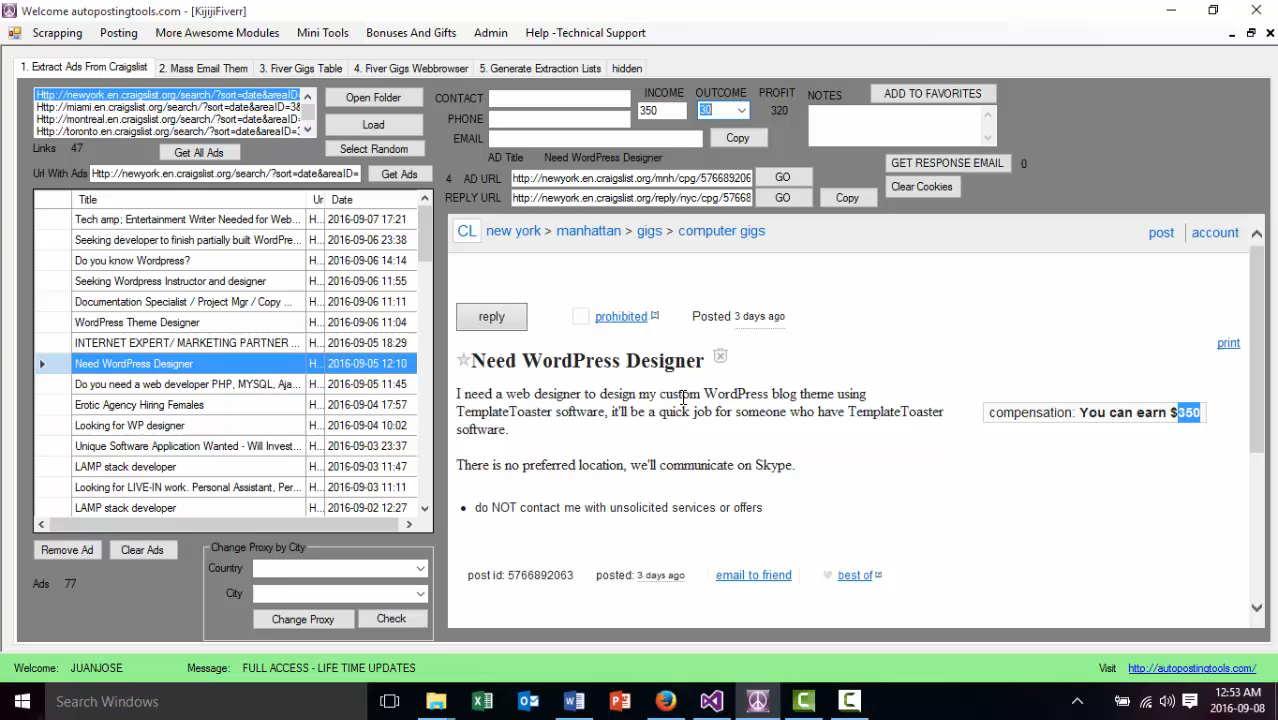 Welcome autopostingtools.com - [KijijiFiverr]
Scrapping Posting More Awesome Modules Mini Tools Bonuses And Gifts Admin Help -Technical Support
1. Extract Ads From Craigslist 2. Mass Email Them 3. Fiver Gigs Table 4. Fiver Gigs Webbrowser 5. Generate Extraction Lists hidden
Http://newyork.en.craigslist.org/search/?sort=date&areaID=
Http://miami.en.craigslist.org/search/?sort=date&areaID=3
Http://montreal.en.craigslist.org/search/?sort=date&areaID=
Http://toronto.en.craigslist.org/search/?sort=date&areaID=
Open Folder
Load
Select Random
Links 47
Get All Ads
Url With Ads Http://newyork.en.craigslist.org/search/?sort=date&areaID= Get Ads
CONTACT
PHONE
EMAIL
INCOME OUTCOME PROFIT
350 30 320
Copy
NOTES
ADD TO FAVORITES
AD Title Need WordPress Designer
GET RESPONSE EMAIL 0
4 AD URL http://newyork.en.craigslist.org/mnh/cpg/576689206 GO
Clear Cookies
REPLY URL http://newyork.en.craigslist.org/reply/nyc/cpg/57668 GO Copy
Title Ur Date
Tech amp; Entertainment Writer Needed for Web... H... 2016-09-07 17:21
Seeking developer to finish partially built WordPre... H... 2016-09-06 23:38
Do you know Wordpress? H... 2016-09-06 14:14
Seeking Wordpress Instructor and designer H... 2016-09-06 11:55
Documentation Specialist / Project Mgr / Copy ... H... 2016-09-06 11:11
WordPress Theme Designer H... 2016-09-06 11:04
INTERNET EXPERT/ MARKETING PARTNER ... H... 2016-09-05 18:29
Need WordPress Designer H... 2016-09-05 12:10
Do you need a web developer PHP, MYSQL, Aja... H... 2016-09-05 11:45
Erotic Agency Hiring Females H... 2016-09-04 17:57
Looking for WP designer H... 2016-09-04 10:02
Unique Software Application Wanted - Will Instr... H... 2016-09-03 23:37
LAMP stack developer H... 2016-09-03 11:47
Looking for LIVE-IN work. Personal Assistant, Per... H... 2016-09-03 11:11
LAMP stack developer H... 2016-09-02 12:27
Remove Ad Clear Ads
Ads 77
Change Proxy by City
Country
City
Change Proxy Check
CL new york > manhattan > gigs > computer gigs post account
reply prohibited [?] Posted 3 days ago
print
☆Need WordPress Designer
I need a web designer to design my custom WordPress blog theme using
TemplateToaster software, it'll be a quick job for someone who have TemplateToaster
software.
compensation: You can earn $350
There is no preferred location, we'll communicate on Skype.
• do NOT contact me with unsolicited services or offers
post id: 5766892063 posted: 3 days ago email to friend ♥ best of [?]
Welcome: JUANJOSE Message: FULL ACCESS - LIFE TIME UPDATES Visit http://autopostingtools.com/
Search Windows
12:53 AM
2016-09-08